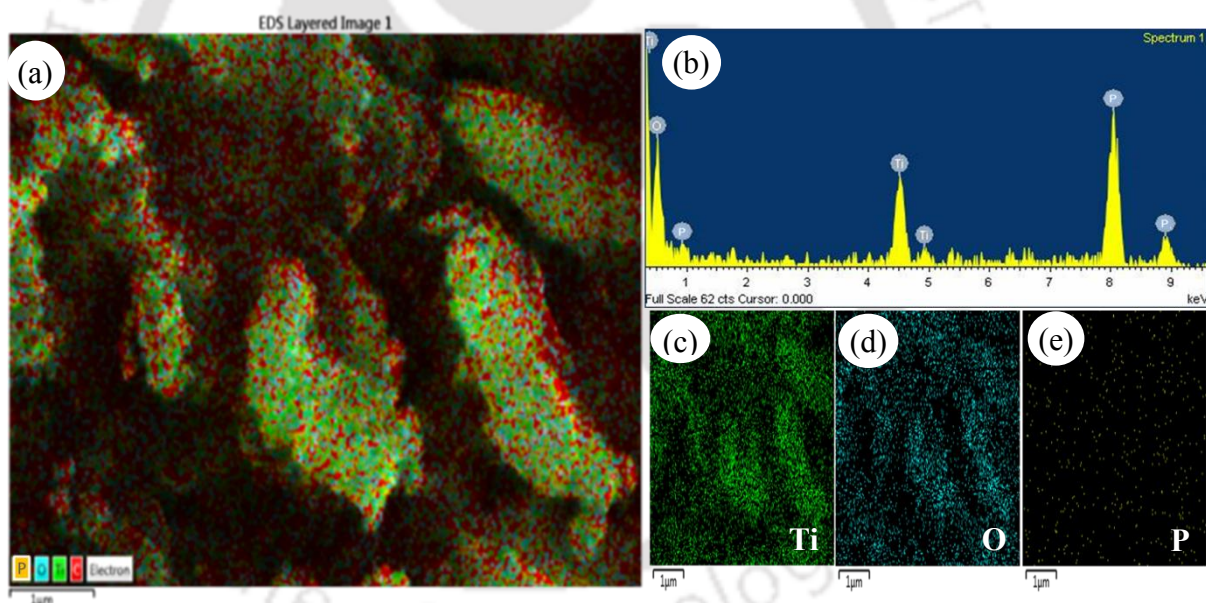 EDS Layered Image 1
(a)
P O Ti C Electron
1μm
(b)
Spectrum 1
Ti
O
P
Ti
Ti
P
P
1 2 3 4 5 6 7 8 9
Full Scale 62 cts Cursor: 0.000 keV
(c)
Ti
1μm
(d)
O
1μm
(e)
P
1μm